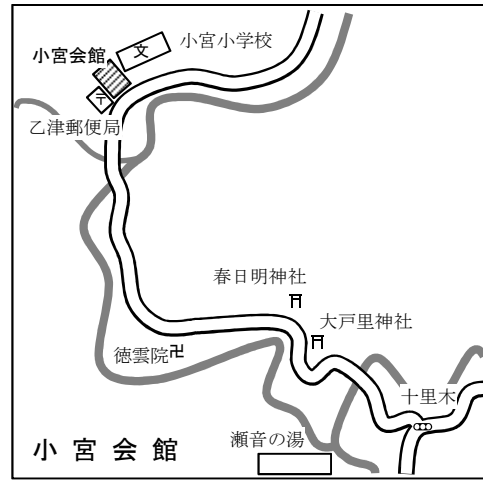 小宮小学校
文
小宮会館
〒
乙津郵便局
春日明神社
大戸里神社
徳雲院卍
十里木
瀬音の湯
小宮会館